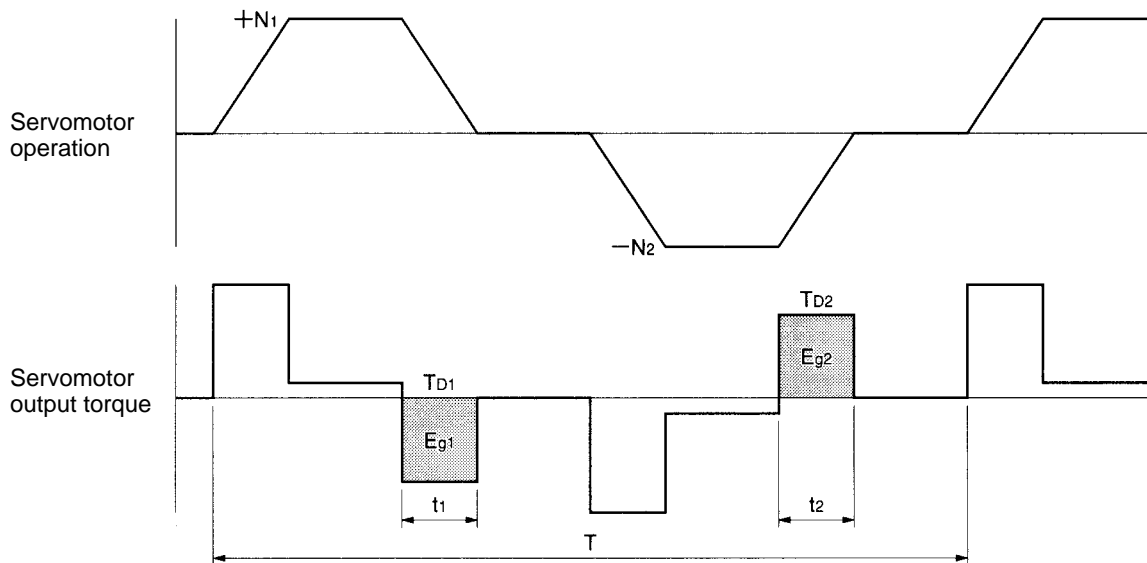 +N1
Servomotor
operation
−N2
TD2
Eg2
Servomotor
output torque
TD1
Eg1
t1
t2
T